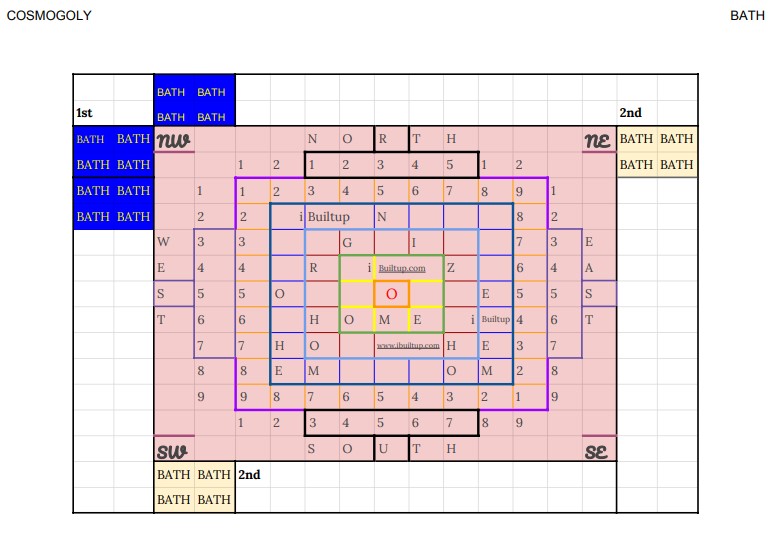 COSMOGOLY BATH
BATH BATH
1st BATH BATH 2nd
BATH BATH NW N O R T H NE BATH BATH
BATH BATH 1 2 1 2 3 4 5 1 2 BATH BATH
BATH BATH 1 1 2 3 4 5 6 7 8 9 1
BATH BATH 2 2 i Builtup N 8 2
W 3 3 G I 7 3 E
E 4 4 R i Builtup.com Z 6 4 A
S 5 5 O O E 5 5 S
T 6 6 H O M E i Builtup 4 6 T
7 7 H O www.ibuiltup.com H E 3 7
8 8 E M O M 2 8
9 9 8 7 6 5 4 3 2 1 9
1 2 3 4 5 6 7 8 9
SW S O U T H SE
BATH BATH 2nd
BATH BATH